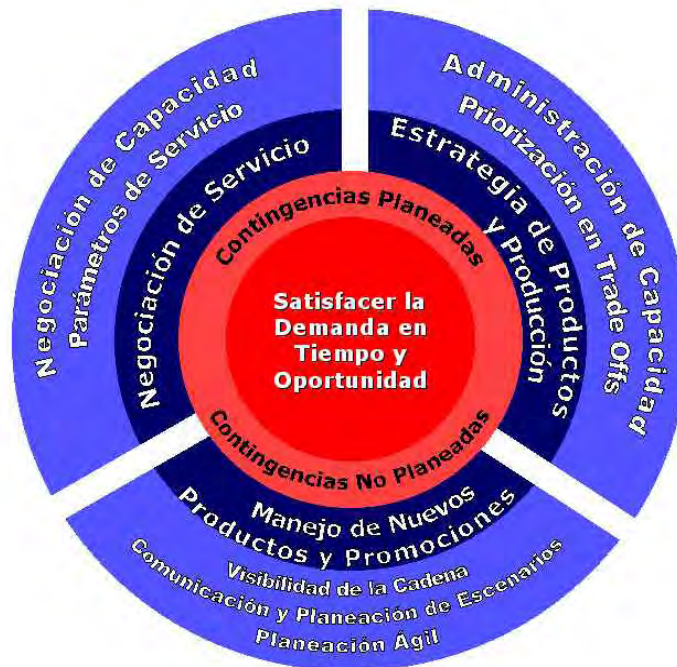 Negociación de Capacidad
Parámetros de Servicio
Negociación de Servicio
Administración de Capacidad
Priorización en Trade Offs
Estrategia de Productos
y Producción
Contingencias Planeadas
Satisfacer la
Demanda en
Tiempo y
Oportunidad
Contingencias No Planeadas
Manejo de Nuevos
Productos y Promociones
Visibilidad de la Cadena
Comunicación y Planeación de Escenarios
Planeación Ágil